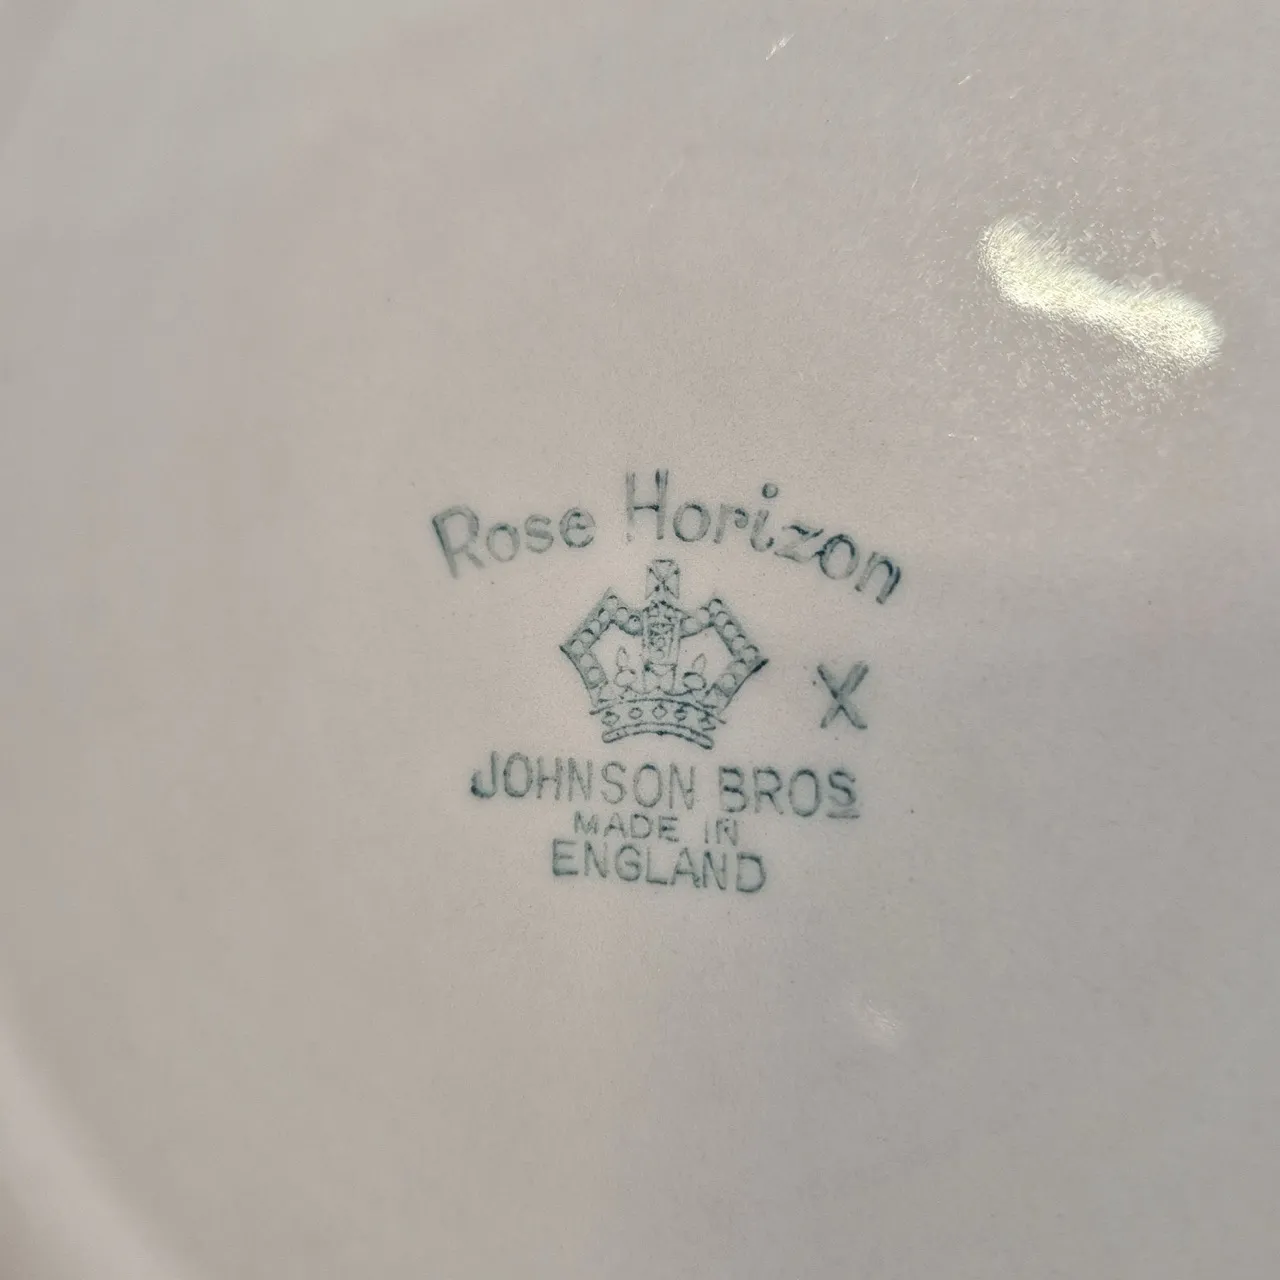 Rose Horizon
X
JOHNSON BROS
MADE IN
ENGLAND